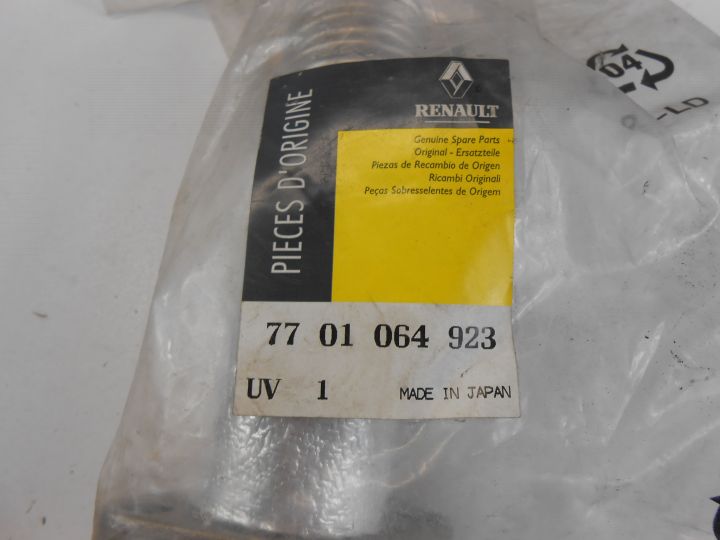 RENAULT
PIECES D'ORIGINE
Genuine Spare Parts
Original - Ersatzteile
Piezas de Recambio de Origen
Ricambi Originali
Peças Sobresselentes de Origem
77 01 064 923
UV 1
MADE IN JAPAN
04
-LD